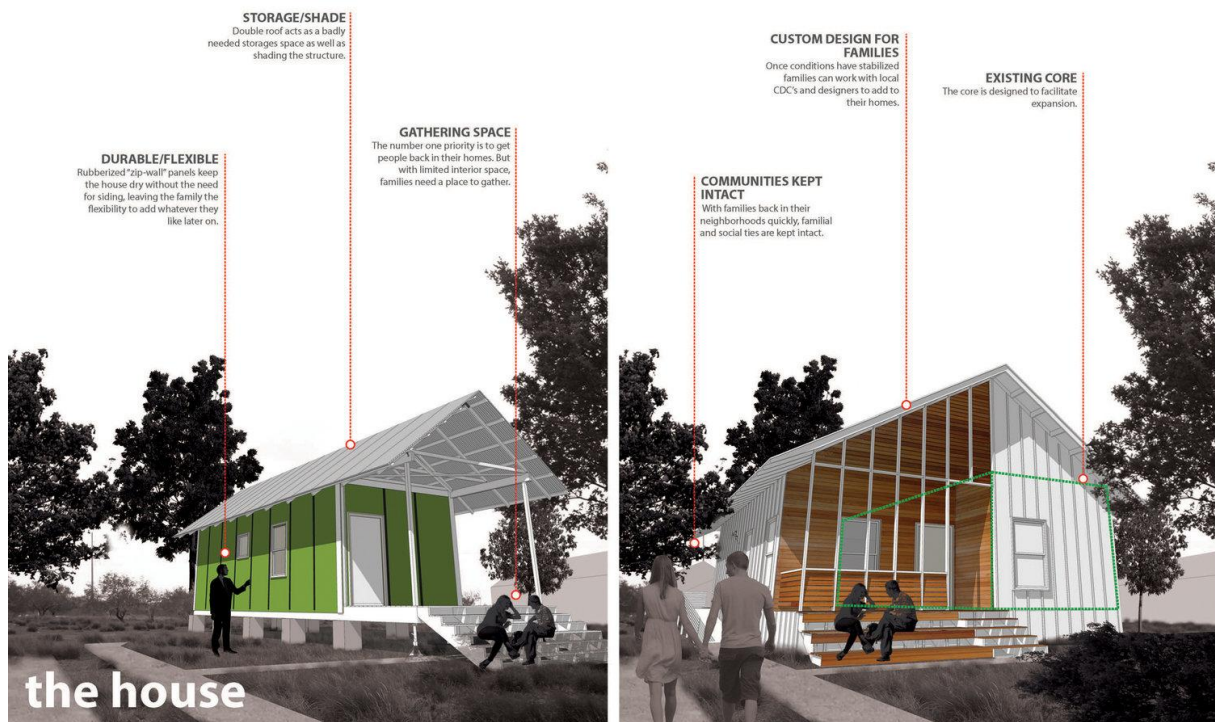 STORAGE/SHADE
Double roof acts as a badly
needed storages space as well as
shading the structure.
GATHERING SPACE
The number one priority is to get
people back in their homes. But
with limited interior space,
families need a place to gather.
DURABLE/FLEXIBLE
Rubberized "zip-wall" panels keep
the house dry without the need
for siding, leaving the family the
flexibility to add whatever they
like later on.
the house
CUSTOM DESIGN FOR
FAMILIES
Once conditions have stabilized
families can work with local
CDC's and designers to add to
their homes.
EXISTING CORE
The core is designed to facilitate
expansion.
COMMUNITIES KEPT
INTACT
With families back in their
neighborhoods quickly, familial
and social ties are kept intact.